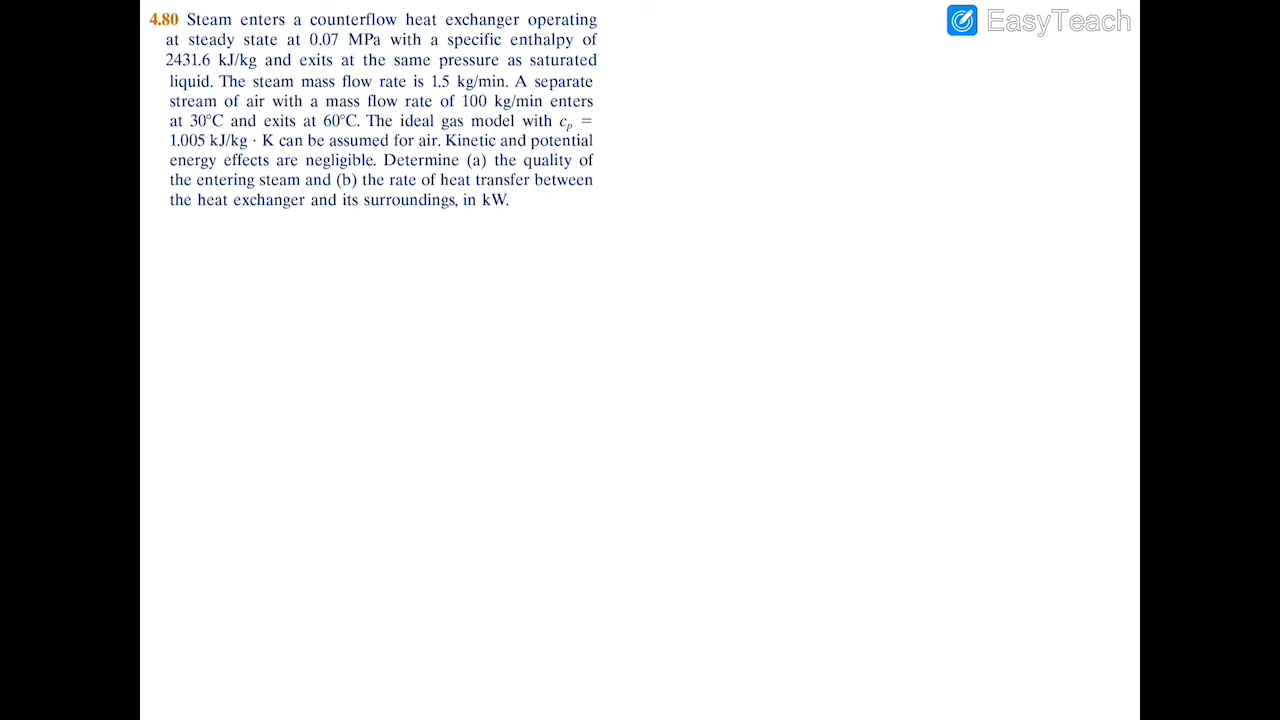 4.80 Steam enters a counterflow heat exchanger operating
at steady state at 0.07 MPa with a specific enthalpy of
2431.6 kJ/kg and exits at the same pressure as saturated
liquid. The steam mass flow rate is 1.5 kg/min. A separate
stream of air with a mass flow rate of 100 kg/min enters
at 30°C and exits at 60°C. The ideal gas model with cp =
1.005 kJ/kg · K can be assumed for air. Kinetic and potential
energy effects are negligible. Determine (a) the quality of
the entering steam and (b) the rate of heat transfer between
the heat exchanger and its surroundings, in kW.
EasyTeach